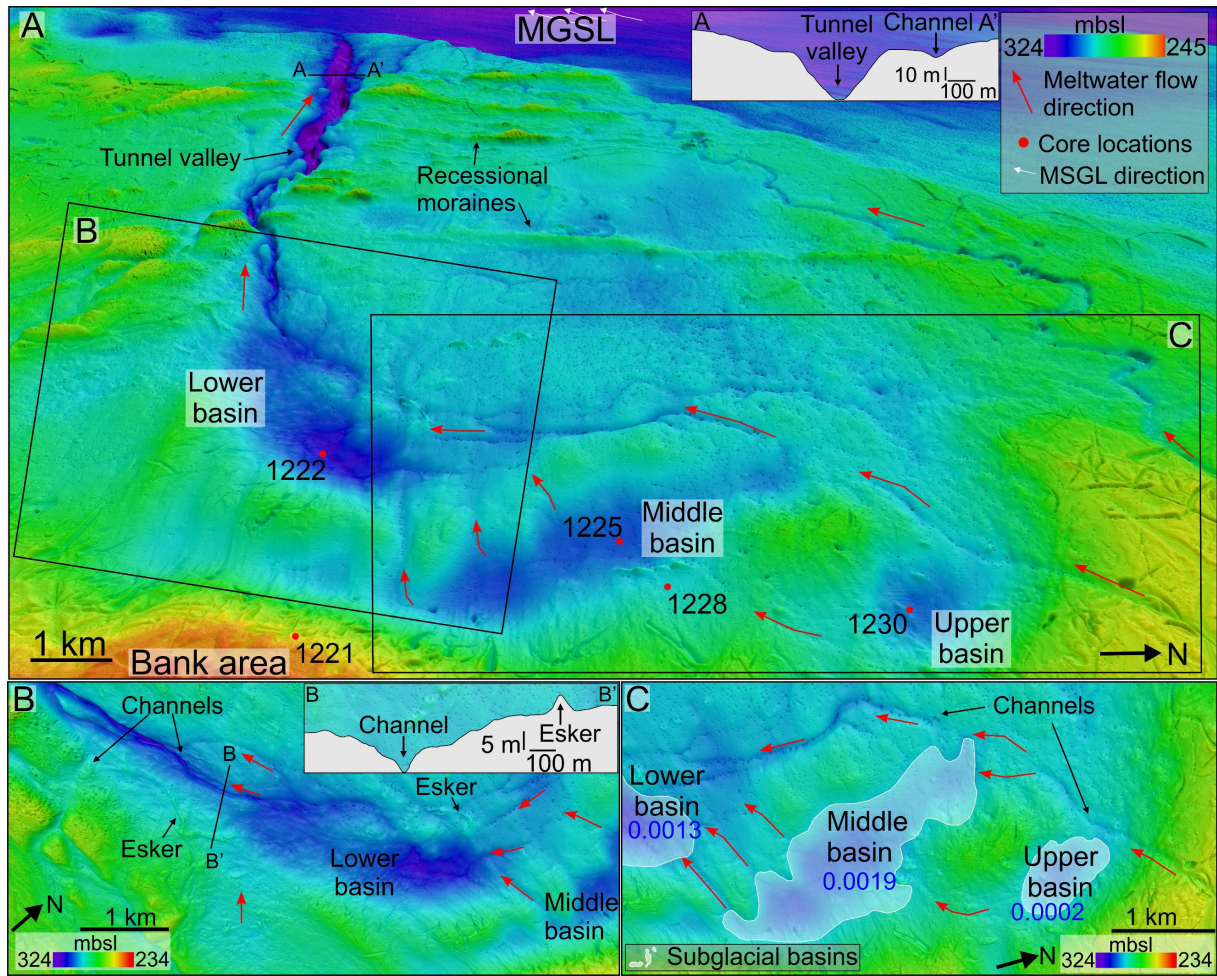 A
MGSL
A
Tunnel
valley
Channel
A'
10 m
100 m
mbsl
324
245
Meltwater flow
direction
Core locations
MSGL direction
A
A'
Tunnel valley
Recessional
moraines
B
C
Lower
basin
1222
1225
Middle
basin
1228
1230
Upper
basin
1221
1 km
Bank area
N
B
Channels
B
B'
Channel
Esker
5 m
100 m
B
Esker
Esker
B'
Lower
basin
Middle
basin
N
1 km
mbsl
324
234
C
Channels
Lower
basin
0.0013
Middle
basin
0.0019
Upper
basin
0.0002
1 km
Subglacial basins
N
mbsl
324
234